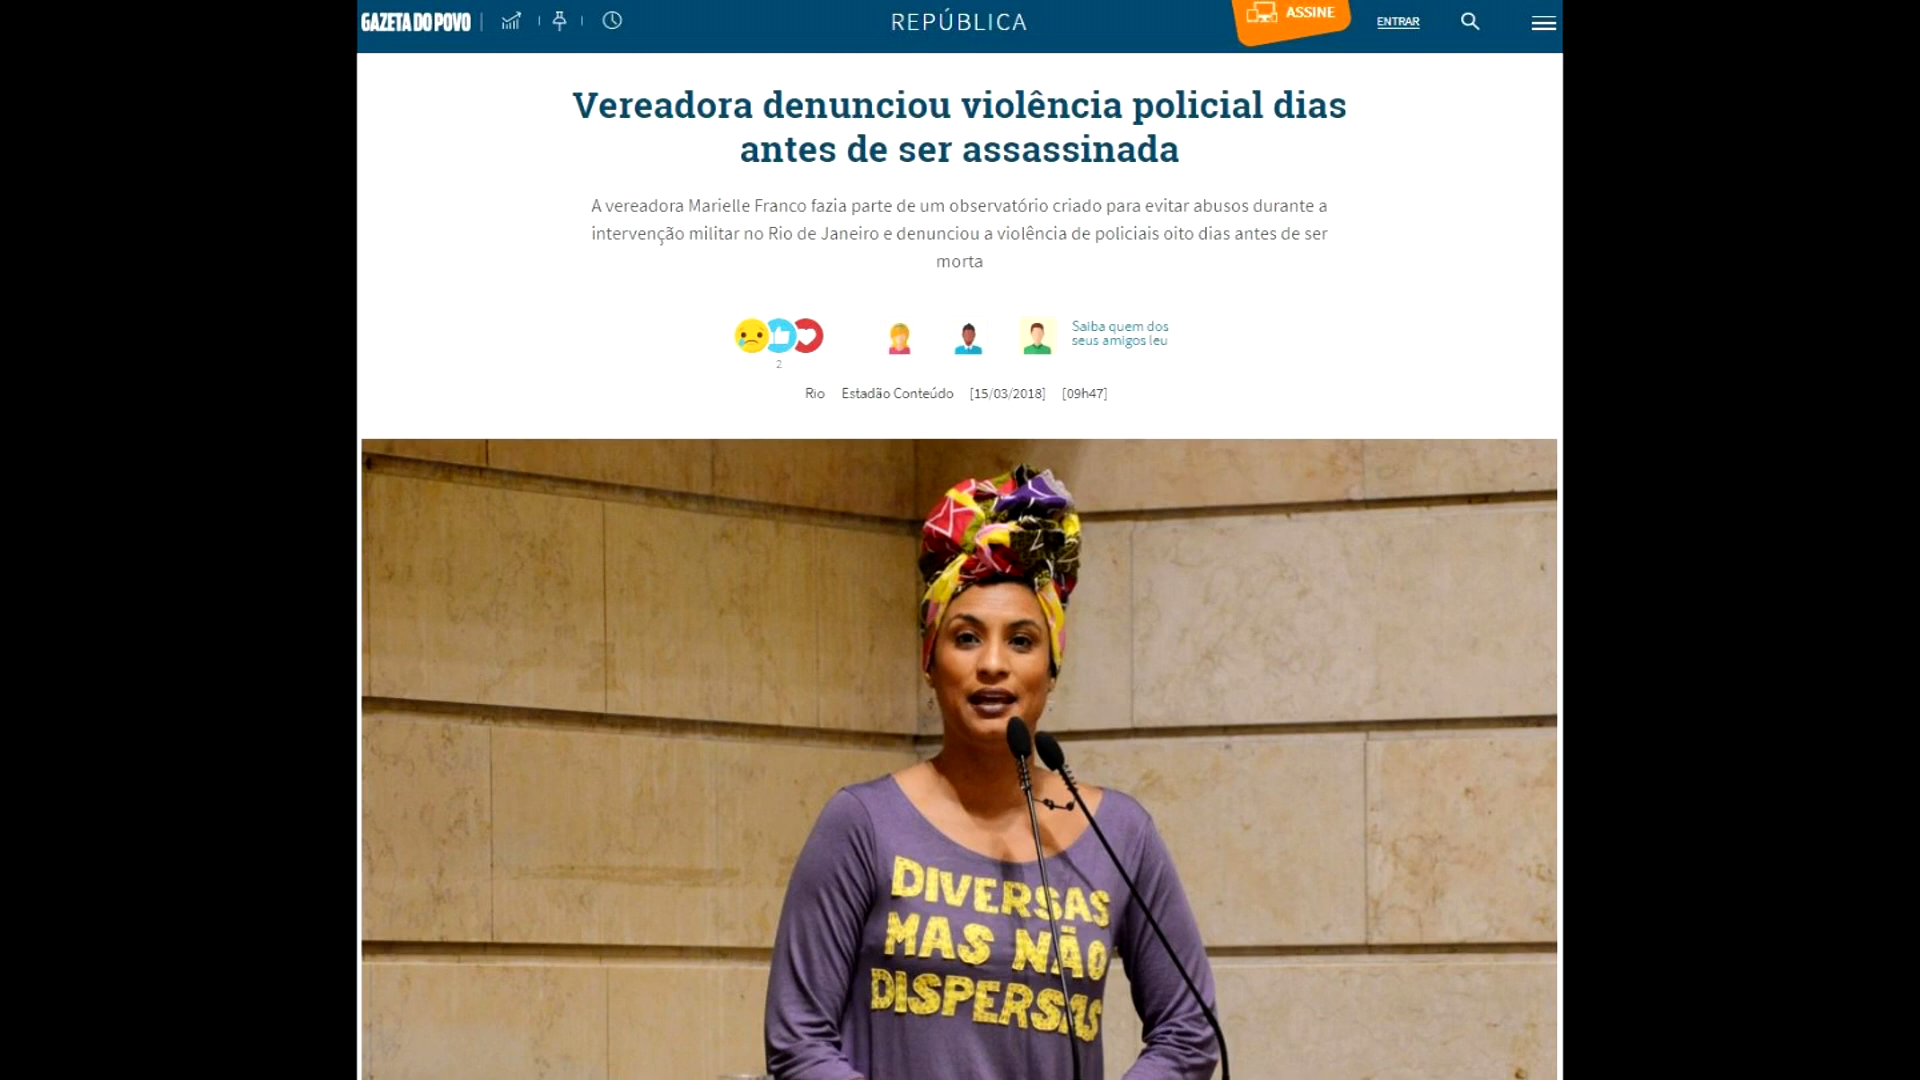 GAZETA DO POVO
REPÚBLICA
ASSINE
ENTRAR
Vereadora denunciou violência policial dias
antes de ser assassinada
A vereadora Marielle Franco fazia parte de um observatório criado para evitar abusos durante a
intervenção militar no Rio de Janeiro e denunciou a violência de policiais oito dias antes de ser
morta
2
Saiba quem dos
seus amigos leu
Rio Estadão Conteúdo [15/03/2018] [09h47]
DIVERSAS
MAS NÃO
DISPERSAS